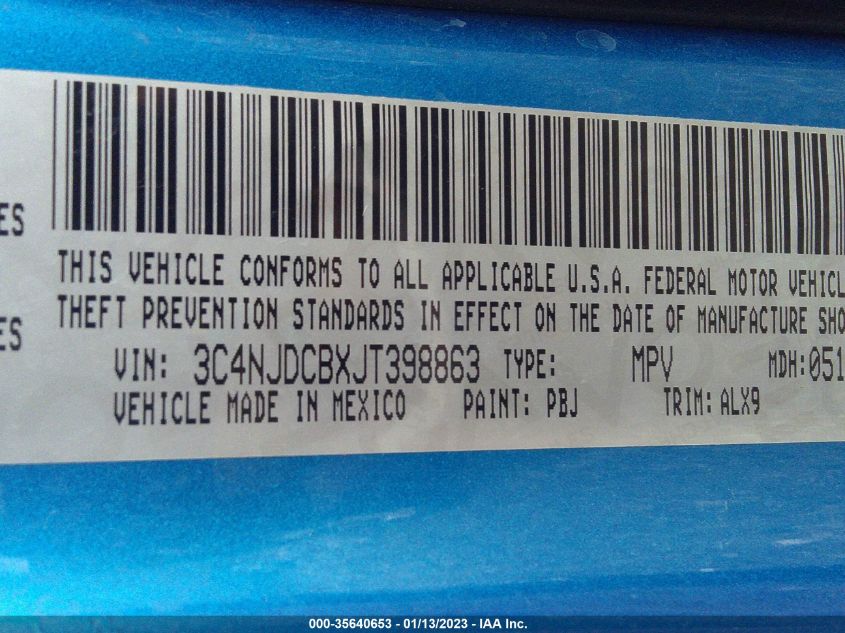 ES
THIS VEHICLE CONFORMS TO ALL APPLICABLE U.S.A. FEDERAL MOTOR VEHICL
THEFT PREVENTION STANDARDS IN EFFECT ON THE DATE OF MANUFACTURE SHO
ES
VIN: 3C4NJDCBXJT398863 TYPE: MPV MDH:051
VEHICLE MADE IN MEXICO PAINT: PBJ TRIM: ALX9
000-35640653 - 01/13/2023 - IAA Inc.